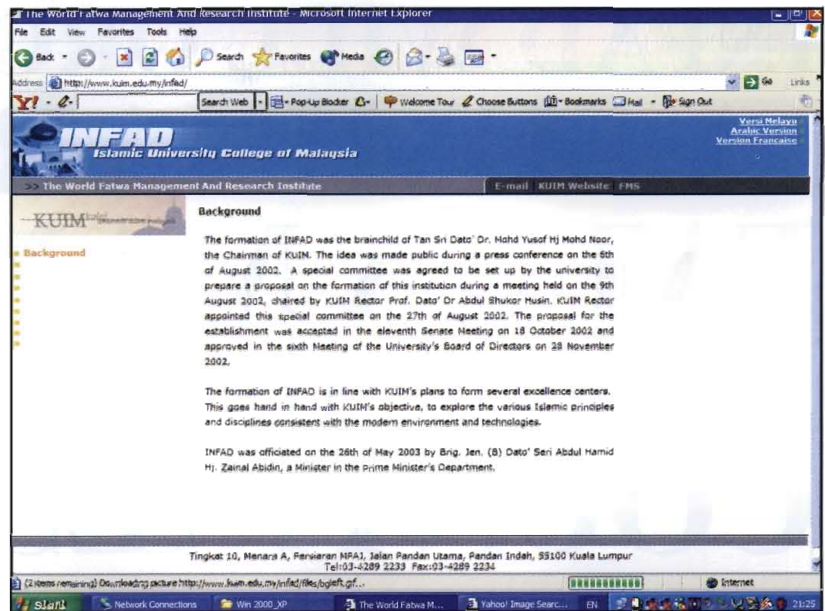 The World Fatwa Management And Research Institute - Microsoft Internet Explorer
File Edit View Favorites Tools Help
Back Search Favorites Media
Address http://www.kuim.edu.my/infad/ Go Links
Y! Search Web Pop-Up Blocker Welcome Tour Choose Buttons Bookmarks Mail Sign Out
Versi Melayu
Arabic Version
Version Francaise
INFAD
Islamic University College of Malaysia
>> The World Fatwa Management And Research Institute E-mail KUIM Website FMS
KUIM
Background
Background
The formation of INFAD was the brainchild of Tan Sri Dato' Dr. Mohd Yusof Hj Mohd Noor,
the Chairman of KUIM. The idea was made public during a press conference on the 6th
of August 2002. A special committee was agreed to be set up by the university to
prepare a proposal on the formation of this institution during a meeting held on the 9th
August 2002, chaired by KUIM Rector Prof. Dato' Dr Abdul Shukor Husin. KUIM Rector
appointed this special committee on the 27th of August 2002. The proposal for the
establishment was accepted in the eleventh Senate Meeting on 18 October 2002 and
approved in the sixth Meeting of the University's Board of Directors on 28 November
2002.
The formation of INFAD is in line with KUIM's plans to form several excellence centers.
This goes hand in hand with KUIM's objective, to explore the various Islamic principles
and disciplines consistent with the modern environment and technologies.
INFAD was officiated on the 26th of May 2003 by Brig. Jen. (B) Dato' Seri Abdul Hamid
Hj. Zainal Abidin, a Minister in the Prime Minister's Department.
Tingkat 10, Menara A, Persiaran MPAJ, Jalan Pandan Utama, Pandan Indah, 55100 Kuala Lumpur
Tel:03-4289 2233 Fax:03-4289 2234
(2 items remaining) Downloading picture http://www.kuim.edu.my/infad/files/bgleft.gif... Internet
Start Network Connections Win 2000_XP The World Fatwa M... Yahoo! Image Searc... EN 21:25